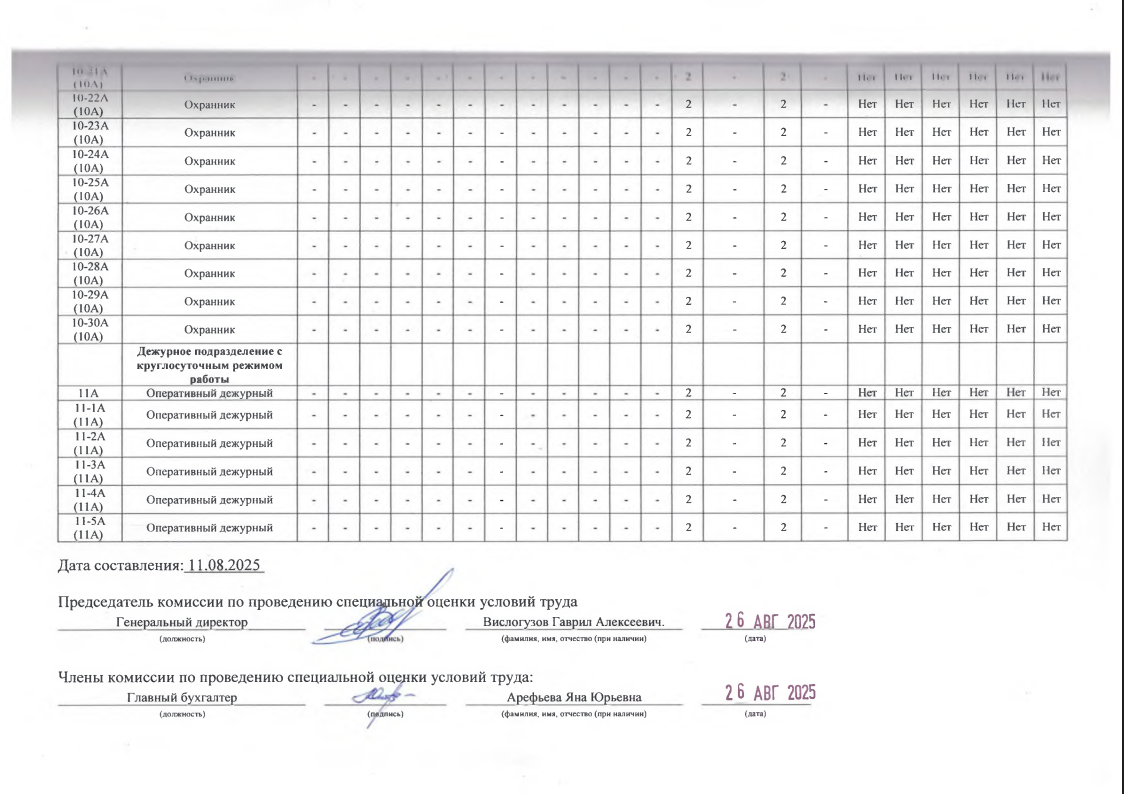 10-21А
(10А)
Охранник - - - - - - - - - - - - 2 - 2 - Нет Нет Нет Нет Нет Нет
10-22А
(10А)
Охранник - - - - - - - - - - - - 2 - 2 - Нет Нет Нет Нет Нет Нет
10-23А
(10А)
Охранник - - - - - - - - - - - - 2 - 2 - Нет Нет Нет Нет Нет Нет
10-24А
(10А)
Охранник - - - - - - - - - - - - 2 - 2 - Нет Нет Нет Нет Нет Нет
10-25А
(10А)
Охранник - - - - - - - - - - - - 2 - 2 - Нет Нет Нет Нет Нет Нет
10-26А
(10А)
Охранник - - - - - - - - - - - - 2 - 2 - Нет Нет Нет Нет Нет Нет
10-27А
(10А)
Охранник - - - - - - - - - - - - 2 - 2 - Нет Нет Нет Нет Нет Нет
10-28А
(10А)
Охранник - - - - - - - - - - - - 2 - 2 - Нет Нет Нет Нет Нет Нет
10-29А
(10А)
Охранник - - - - - - - - - - - - 2 - 2 - Нет Нет Нет Нет Нет Нет
10-30А
(10А)
Охранник - - - - - - - - - - - - 2 - 2 - Нет Нет Нет Нет Нет Нет
Дежурное подразделение с
круглосуточным режимом
работы
11А Оперативный дежурный - - - - - - - - - - - - 2 - 2 - Нет Нет Нет Нет Нет Нет
11-1А
(11А)
Оперативный дежурный - - - - - - - - - - - - 2 - 2 - Нет Нет Нет Нет Нет Нет
11-2А
(11А)
Оперативный дежурный - - - - - - - - - - - - 2 - 2 - Нет Нет Нет Нет Нет Нет
11-3А
(11А)
Оперативный дежурный - - - - - - - - - - - - 2 - 2 - Нет Нет Нет Нет Нет Нет
11-4А
(11А)
Оперативный дежурный - - - - - - - - - - - - 2 - 2 - Нет Нет Нет Нет Нет Нет
11-5А
(11А)
Оперативный дежурный - - - - - - - - - - - - 2 - 2 - Нет Нет Нет Нет Нет Нет
Дата составления: 11.08.2025
Председатель комиссии по проведению специальной оценки условий труда
Генеральный директор Вислогузов Гаврил Алексеевич. 26 АВГ 2025
(должность) (подпись) (фамилия, имя, отчество (при наличии) (дата)
Члены комиссии по проведению специальной оценки условий труда:
Главный бухгалтер Арефьева Яна Юрьевна 26 АВГ 2025
(должность) (подпись) (фамилия, имя, отчество (при наличии) (дата)